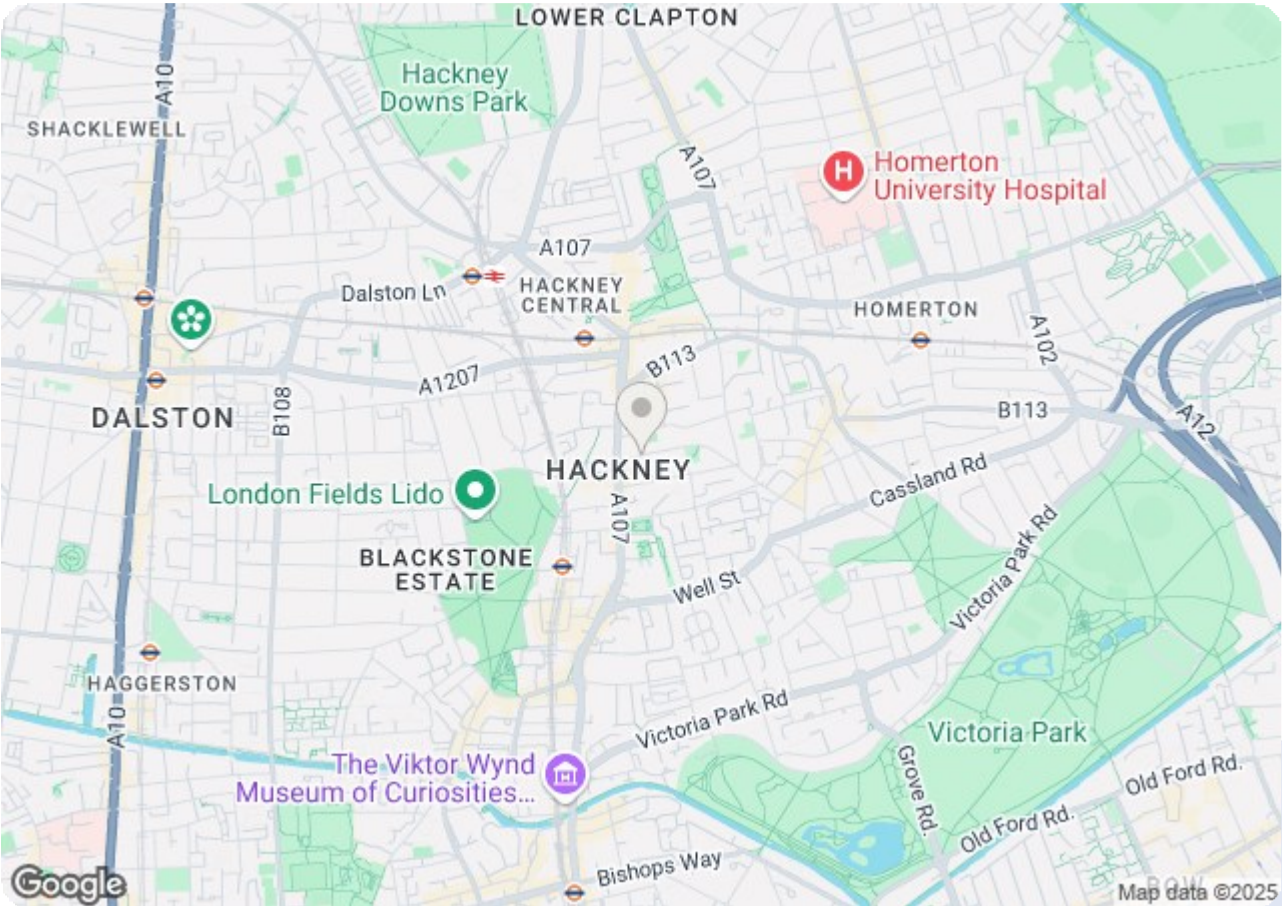 LOWER CLAPTON
A10
Hackney
Downs Park
SHACKLEWELL
A107
Homerton
University Hospital
A107
HACKNEY
CENTRAL
Dalston Ln
HOMERTON
A102
B113
A1207
B108
B113
A12
DALSTON
HACKNEY
Cassland Rd
London Fields Lido
A107
Victoria Park Rd
BLACKSTONE
ESTATE
Well St
HAGGERSTON
A10
Victoria Park Rd
Victoria Park
The Viktor Wynd
Museum of Curiosities...
Grove Rd.
Old Ford Rd.
Old Ford Rd.
Bishops Way
BOW
Google
Map data ©2025